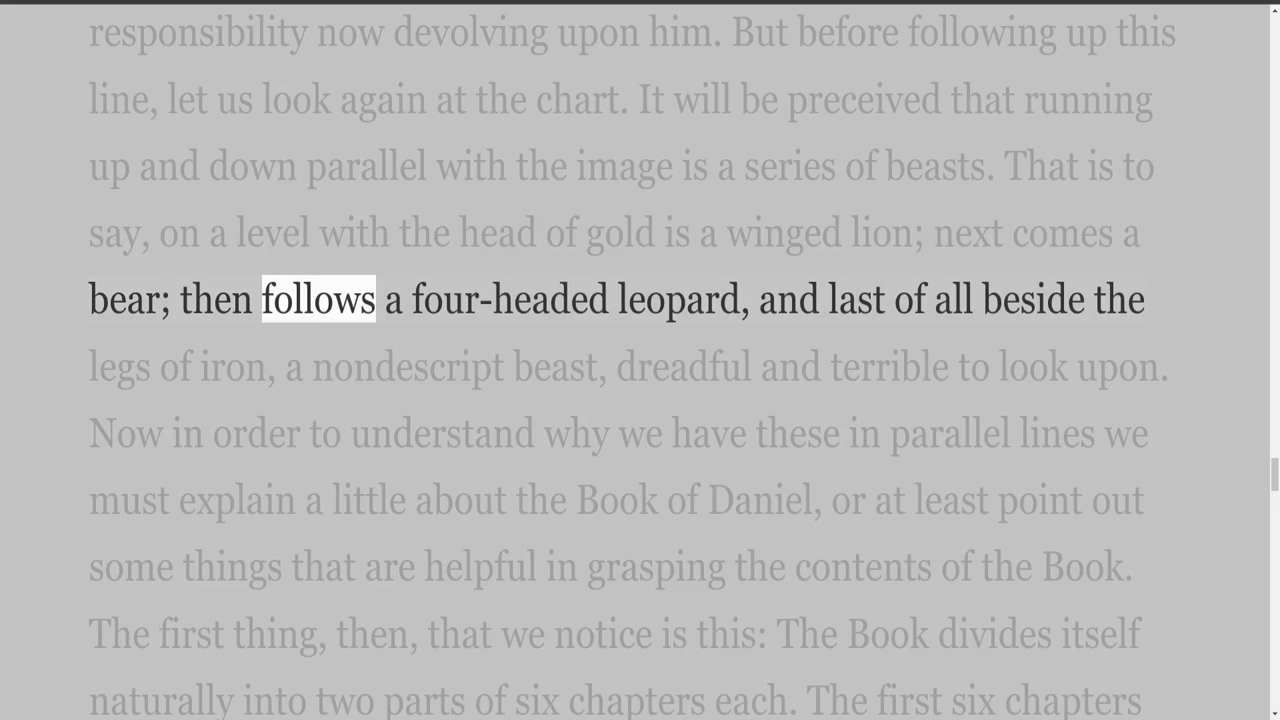 responsibility now devolving upon him. But before following up this
line, let us look again at the chart. It will be preceived that running
up and down parallel with the image is a series of beasts. That is to
say, on a level with the head of gold is a winged lion; next comes a
bear; then follows a four-headed leopard, and last of all beside the
legs of iron, a nondescript beast, dreadful and terrible to look upon.
Now in order to understand why we have these in parallel lines we
must explain a little about the Book of Daniel, or at least point out
some things that are helpful in grasping the contents of the Book.
The first thing, then, that we notice is this: The Book divides itself
naturally into two parts of six chapters each. The first six chapters